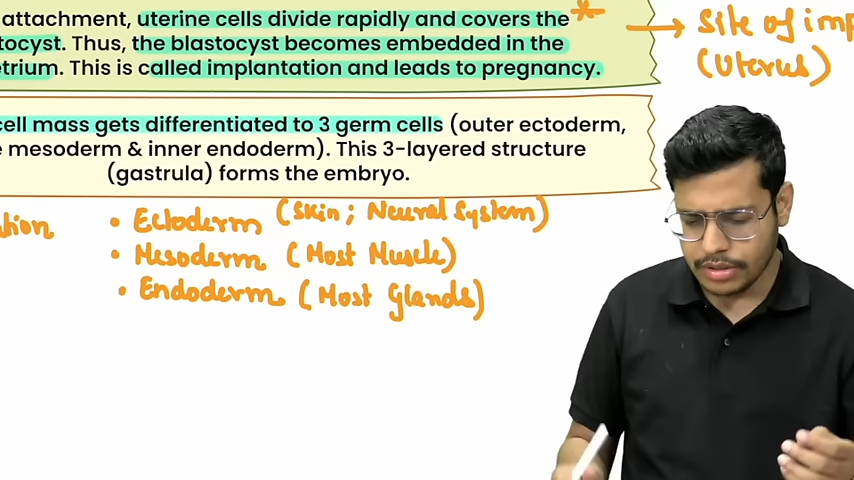 attachment, uterine cells divide rapidly and covers the
tocyst. Thus, the blastocyst becomes embedded in the
etrium. This is called implantation and leads to pregnancy.
→ Site of imp
(Uterus)
cell mass gets differentiated to 3 germ cells (outer ectoderm,
e mesoderm & inner endoderm). This 3-layered structure
(gastrula) forms the embryo.
• Ectoderm (Skin ; Neural System)
• Mesoderm (Most Muscle)
• Endoderm (Most Glands)